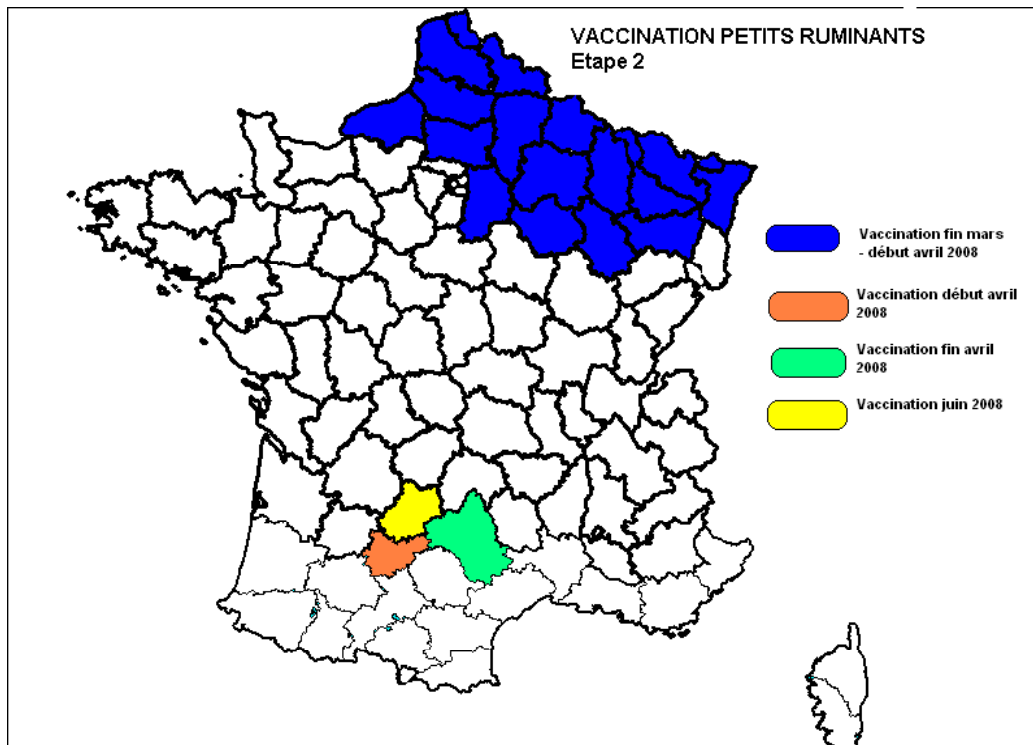 VACCINATION PETITS RUMINANTS
Etape 2
Vaccination fin mars
- début avril 2008
Vaccination début avril
2008
Vaccination fin avril
2008
Vaccination juin 2008